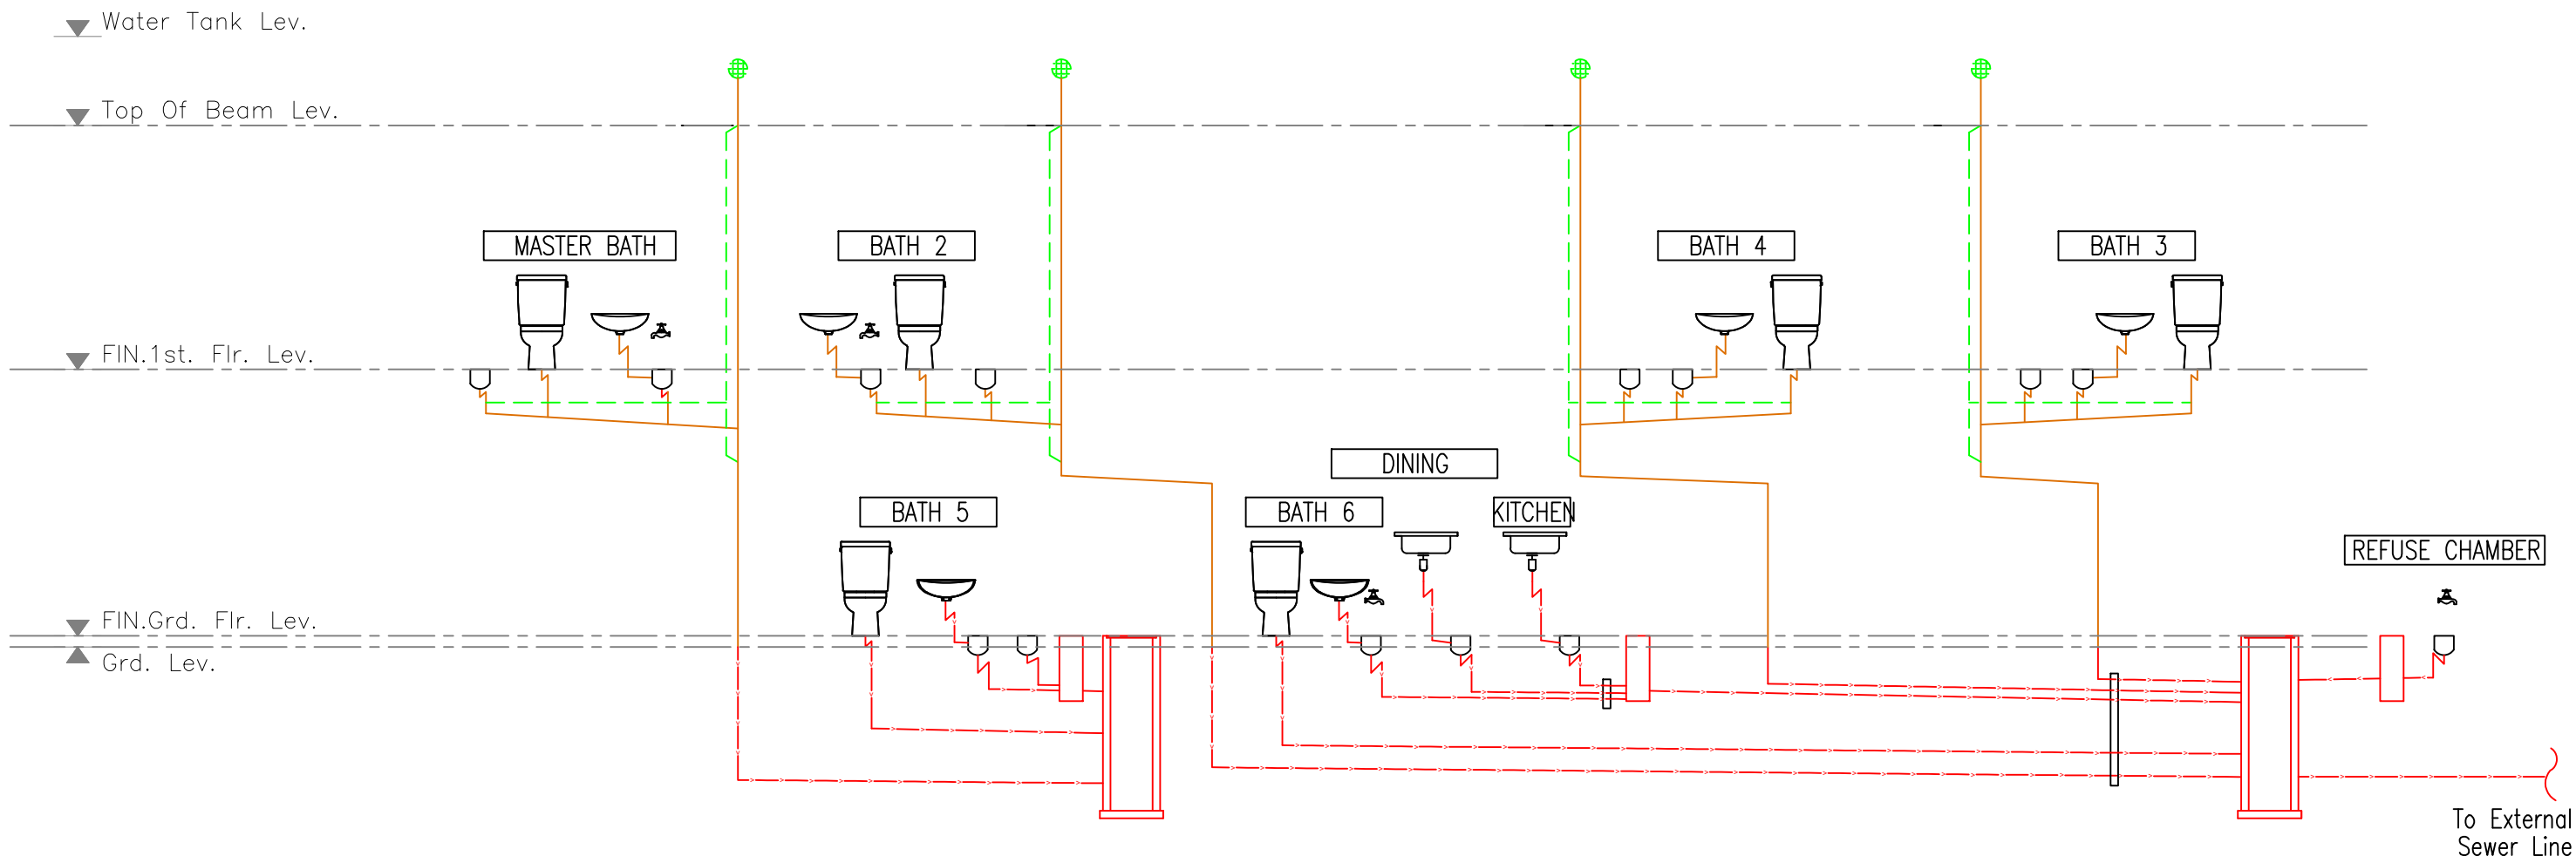 Water Tank Lev.
Top Of Beam Lev.
MASTER BATH
BATH 2
BATH 4
BATH 3
FIN.1st. Flr. Lev.
DINING
BATH 5
BATH 6
KITCHEN
REFUSE CHAMBER
FIN.Grd. Flr. Lev.
Grd. Lev.
To External
Sewer Line